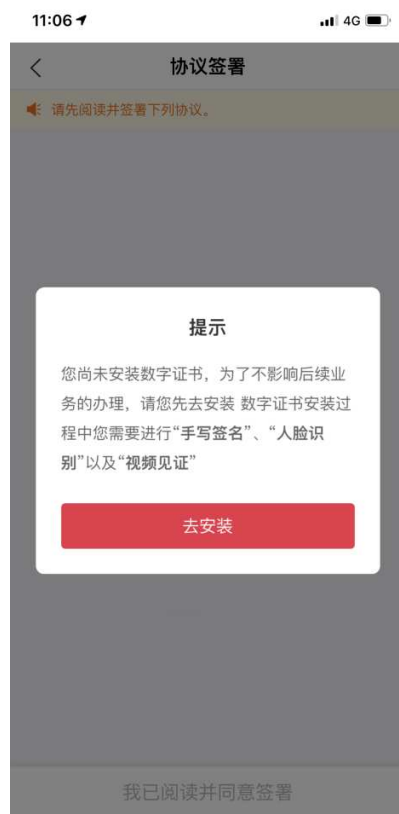 11:06
4G
协议签署
请先阅读并签署下列协议。
提示
您尚未安装数字证书，为了不影响后续业
务的办理，请您先去安装 数字证书安装过
程中您需要进行“手写签名”、“人脸识
别”以及“视频见证”
去安装
我已阅读并同意签署